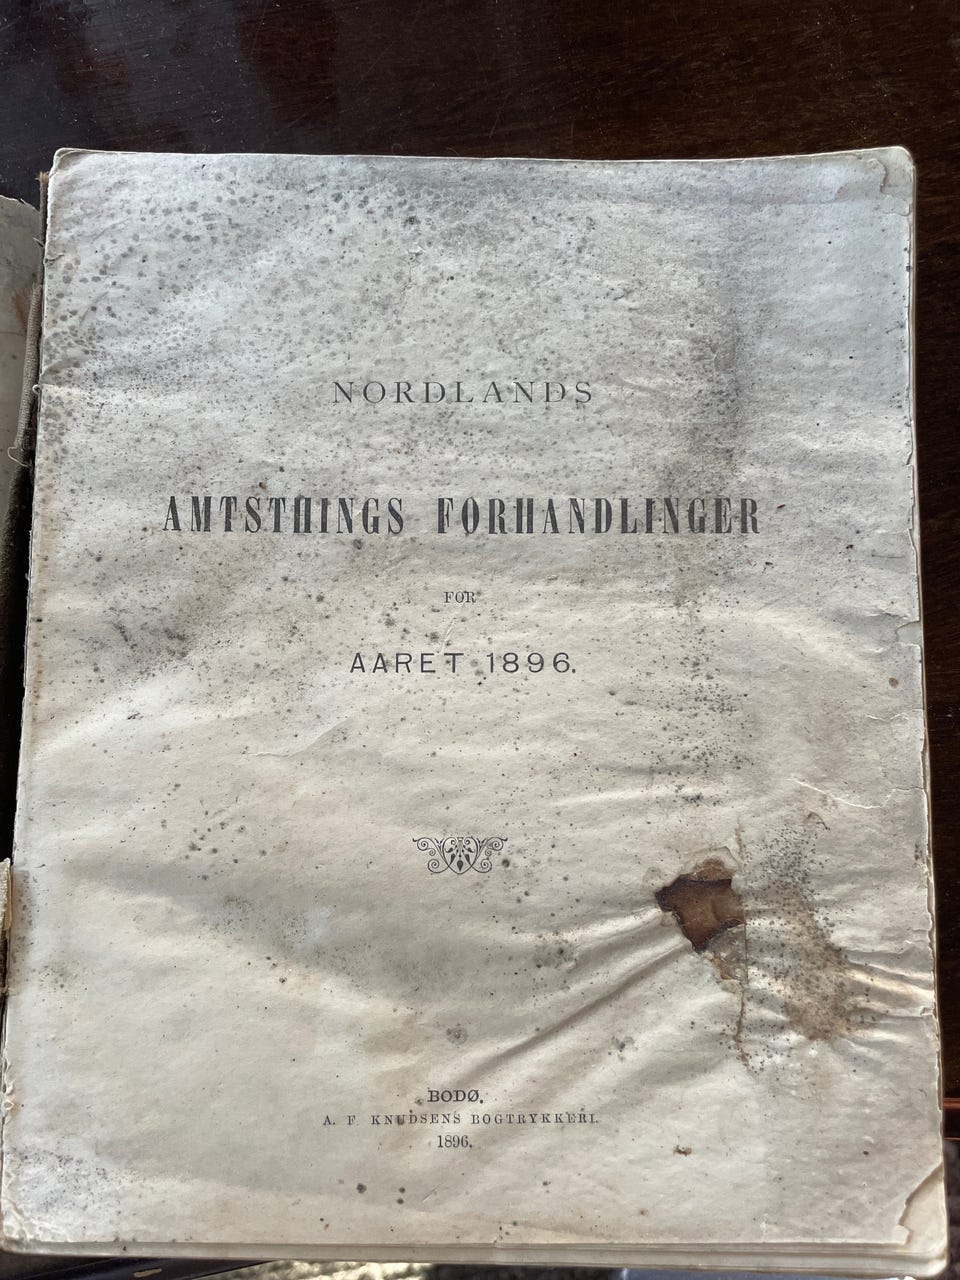 NORDLANDS
AMTSTHINGS FORHANDLINGER
FOR
AARET 1896.
BODØ.
A. F. KNUDSENS BOGTRYKKERI.
1896.